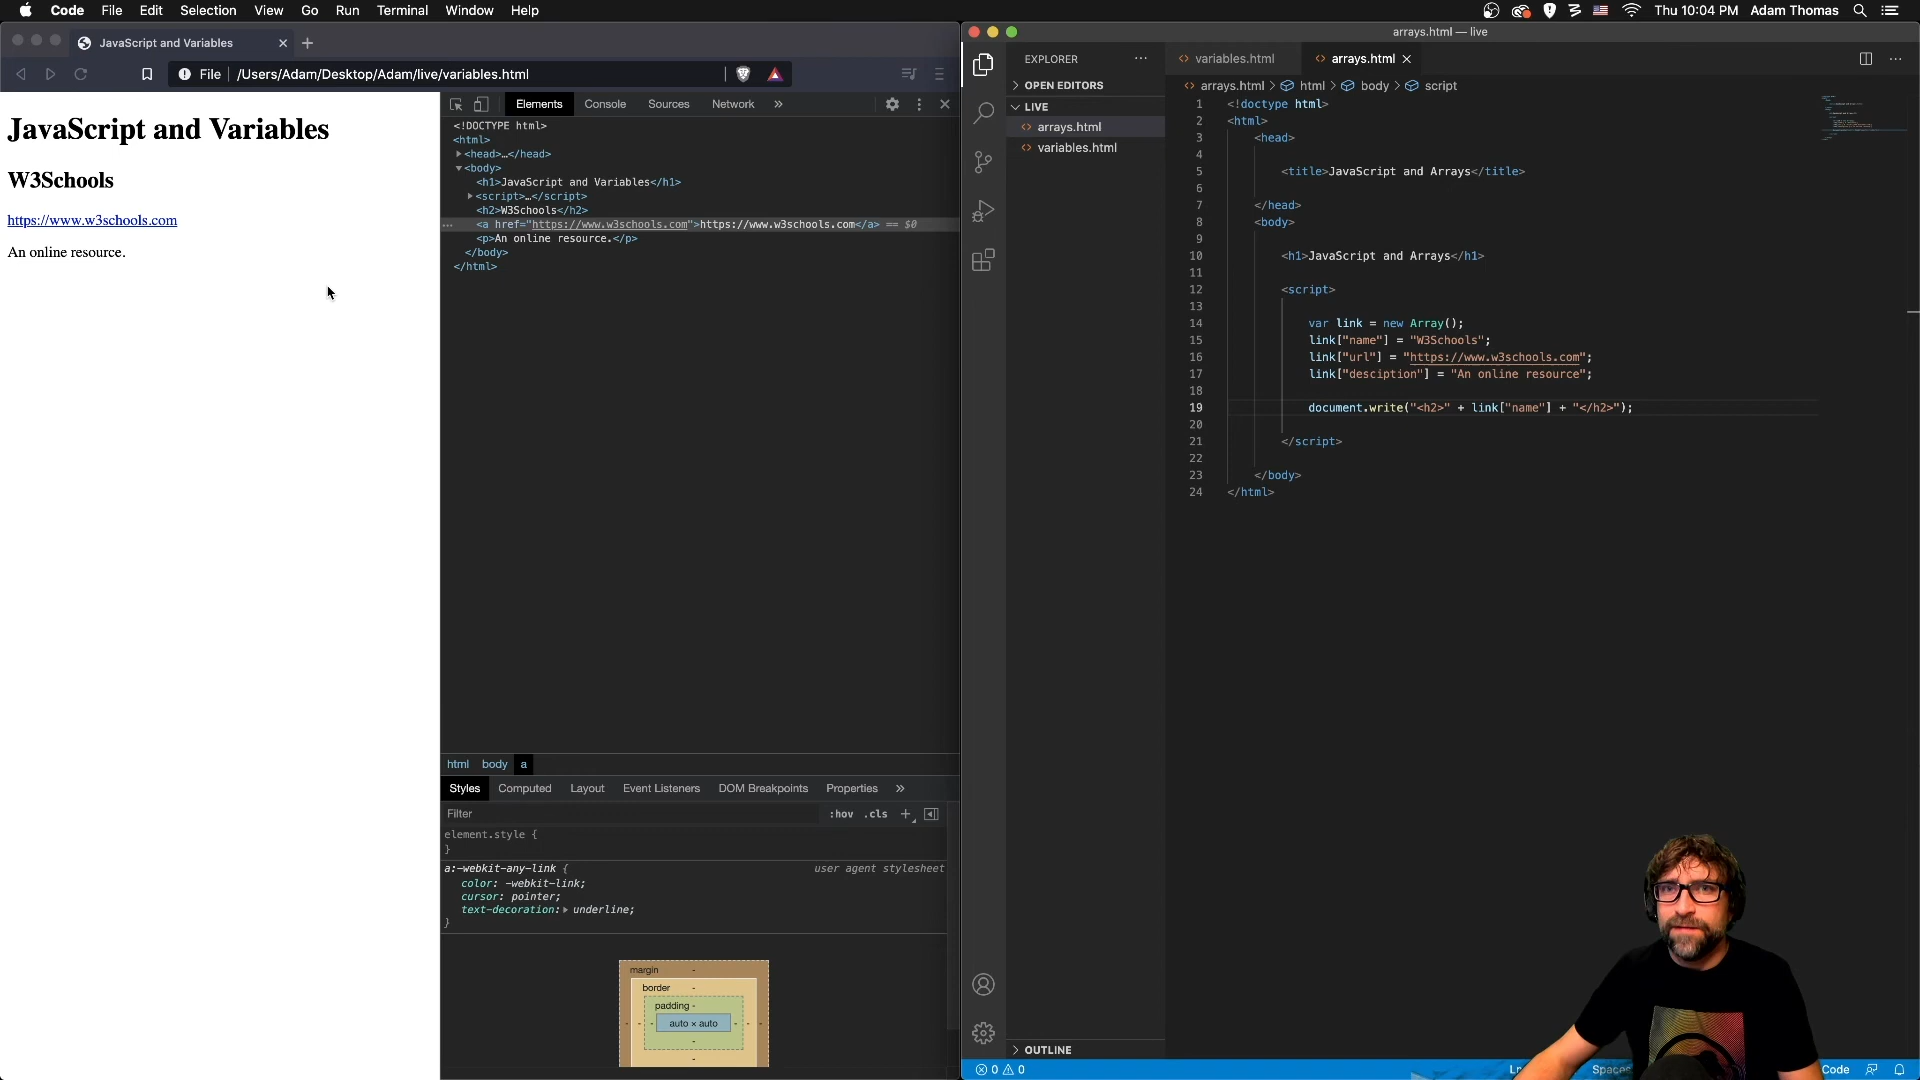 Code File Edit Selection View Go Run Terminal Window Help Thu 10:04 PM Adam Thomas
JavaScript and Variables
File /Users/Adam/Desktop/Adam/live/variables.html
JavaScript and Variables
W3Schools
https://www.w3schools.com
An online resource.
Elements Console Sources Network »
<!DOCTYPE html>
<html>
<head>…</head>
<body>
<h1>JavaScript and Variables</h1>
<script>…</script>
<h2>W3Schools</h2>
<a href="https://www.w3schools.com">https://www.w3schools.com</a> == $0
<p>An online resource.</p>
</body>
</html>
html body a
Styles Computed Layout Event Listeners DOM Breakpoints Properties »
Filter :hov .cls +
element.style {
}
a:-webkit-any-link { user agent stylesheet
color: -webkit-link;
cursor: pointer;
text-decoration: underline;
}
margin -
border -
padding -
- - - auto × auto - - -
-
-
arrays.html — live
EXPLORER ···
OPEN EDITORS
LIVE
arrays.html
variables.html
OUTLINE
variables.html arrays.html
arrays.html > html > body > script
1 <!doctype html>
2 <html>
3 <head>
4
5 <title>JavaScript and Arrays</title>
6
7 </head>
8 <body>
9
10 <h1>JavaScript and Arrays</h1>
11
12 <script>
13
14 var link = new Array();
15 link["name"] = "W3Schools";
16 link["url"] = "https://www.w3schools.com";
17 link["desciption"] = "An online resource";
18
19 document.write("<h2>" + link["name"] + "</h2>");
20
21 </script>
22
23 </body>
24 </html>
0 0 Code